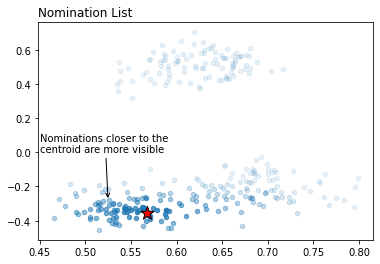 Nomination List
0.6
0.4
0.2
Nominations closer to the
centroid are more visible
0.0
−0.2
−0.4
0.45 0.50 0.55 0.60 0.65 0.70 0.75 0.80